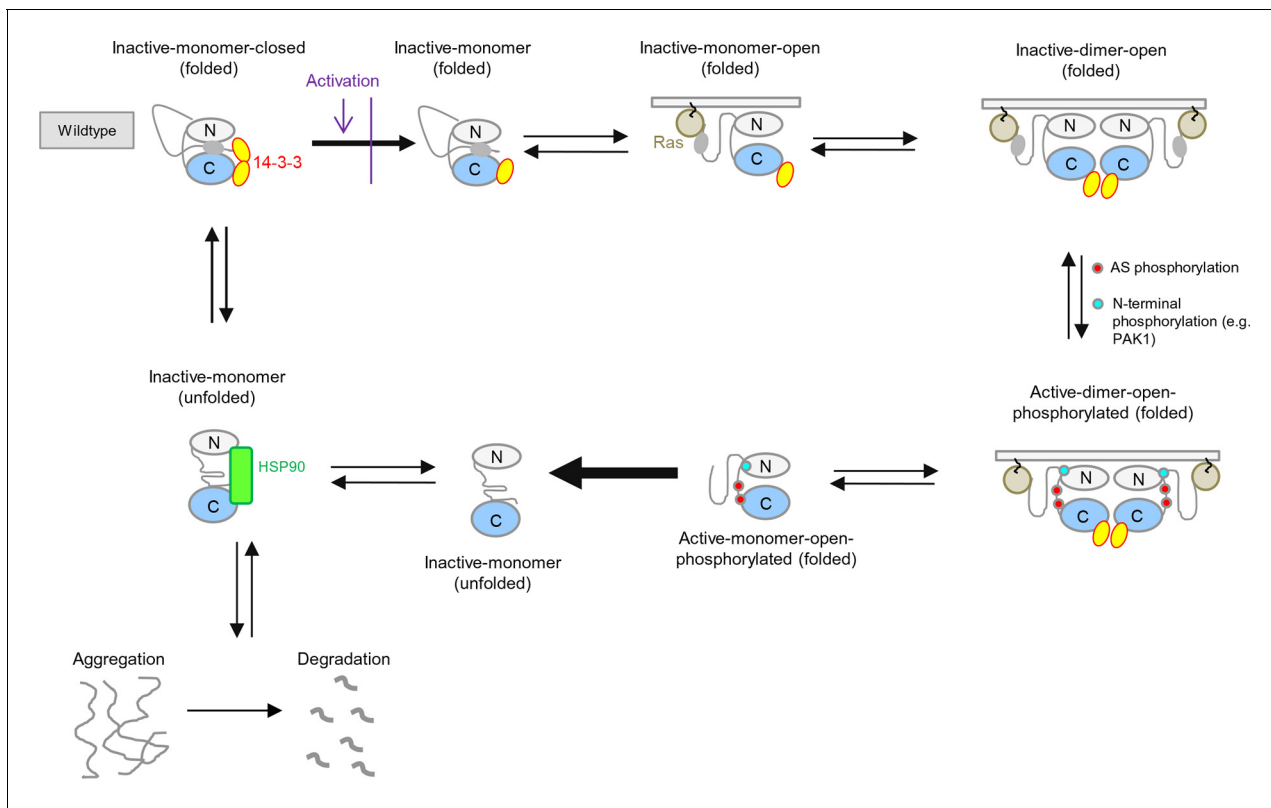 Inactive-monomer-closed
(folded)
Inactive-monomer
(folded)
Inactive-monomer-open
(folded)
Inactive-dimer-open
(folded)
Activation
Wildtype
N
C
14-3-3
N
C
Ras
N
C
N
N
C
C
AS phosphorylation
N-terminal
phosphorylation (e.g.
PAK1)
Inactive-monomer
(unfolded)
N
HSP90
C
N
C
Inactive-monomer
(unfolded)
N
C
Active-monomer-open-
phosphorylated (folded)
Active-dimer-open-
phosphorylated (folded)
N
N
C
C
Aggregation
Degradation